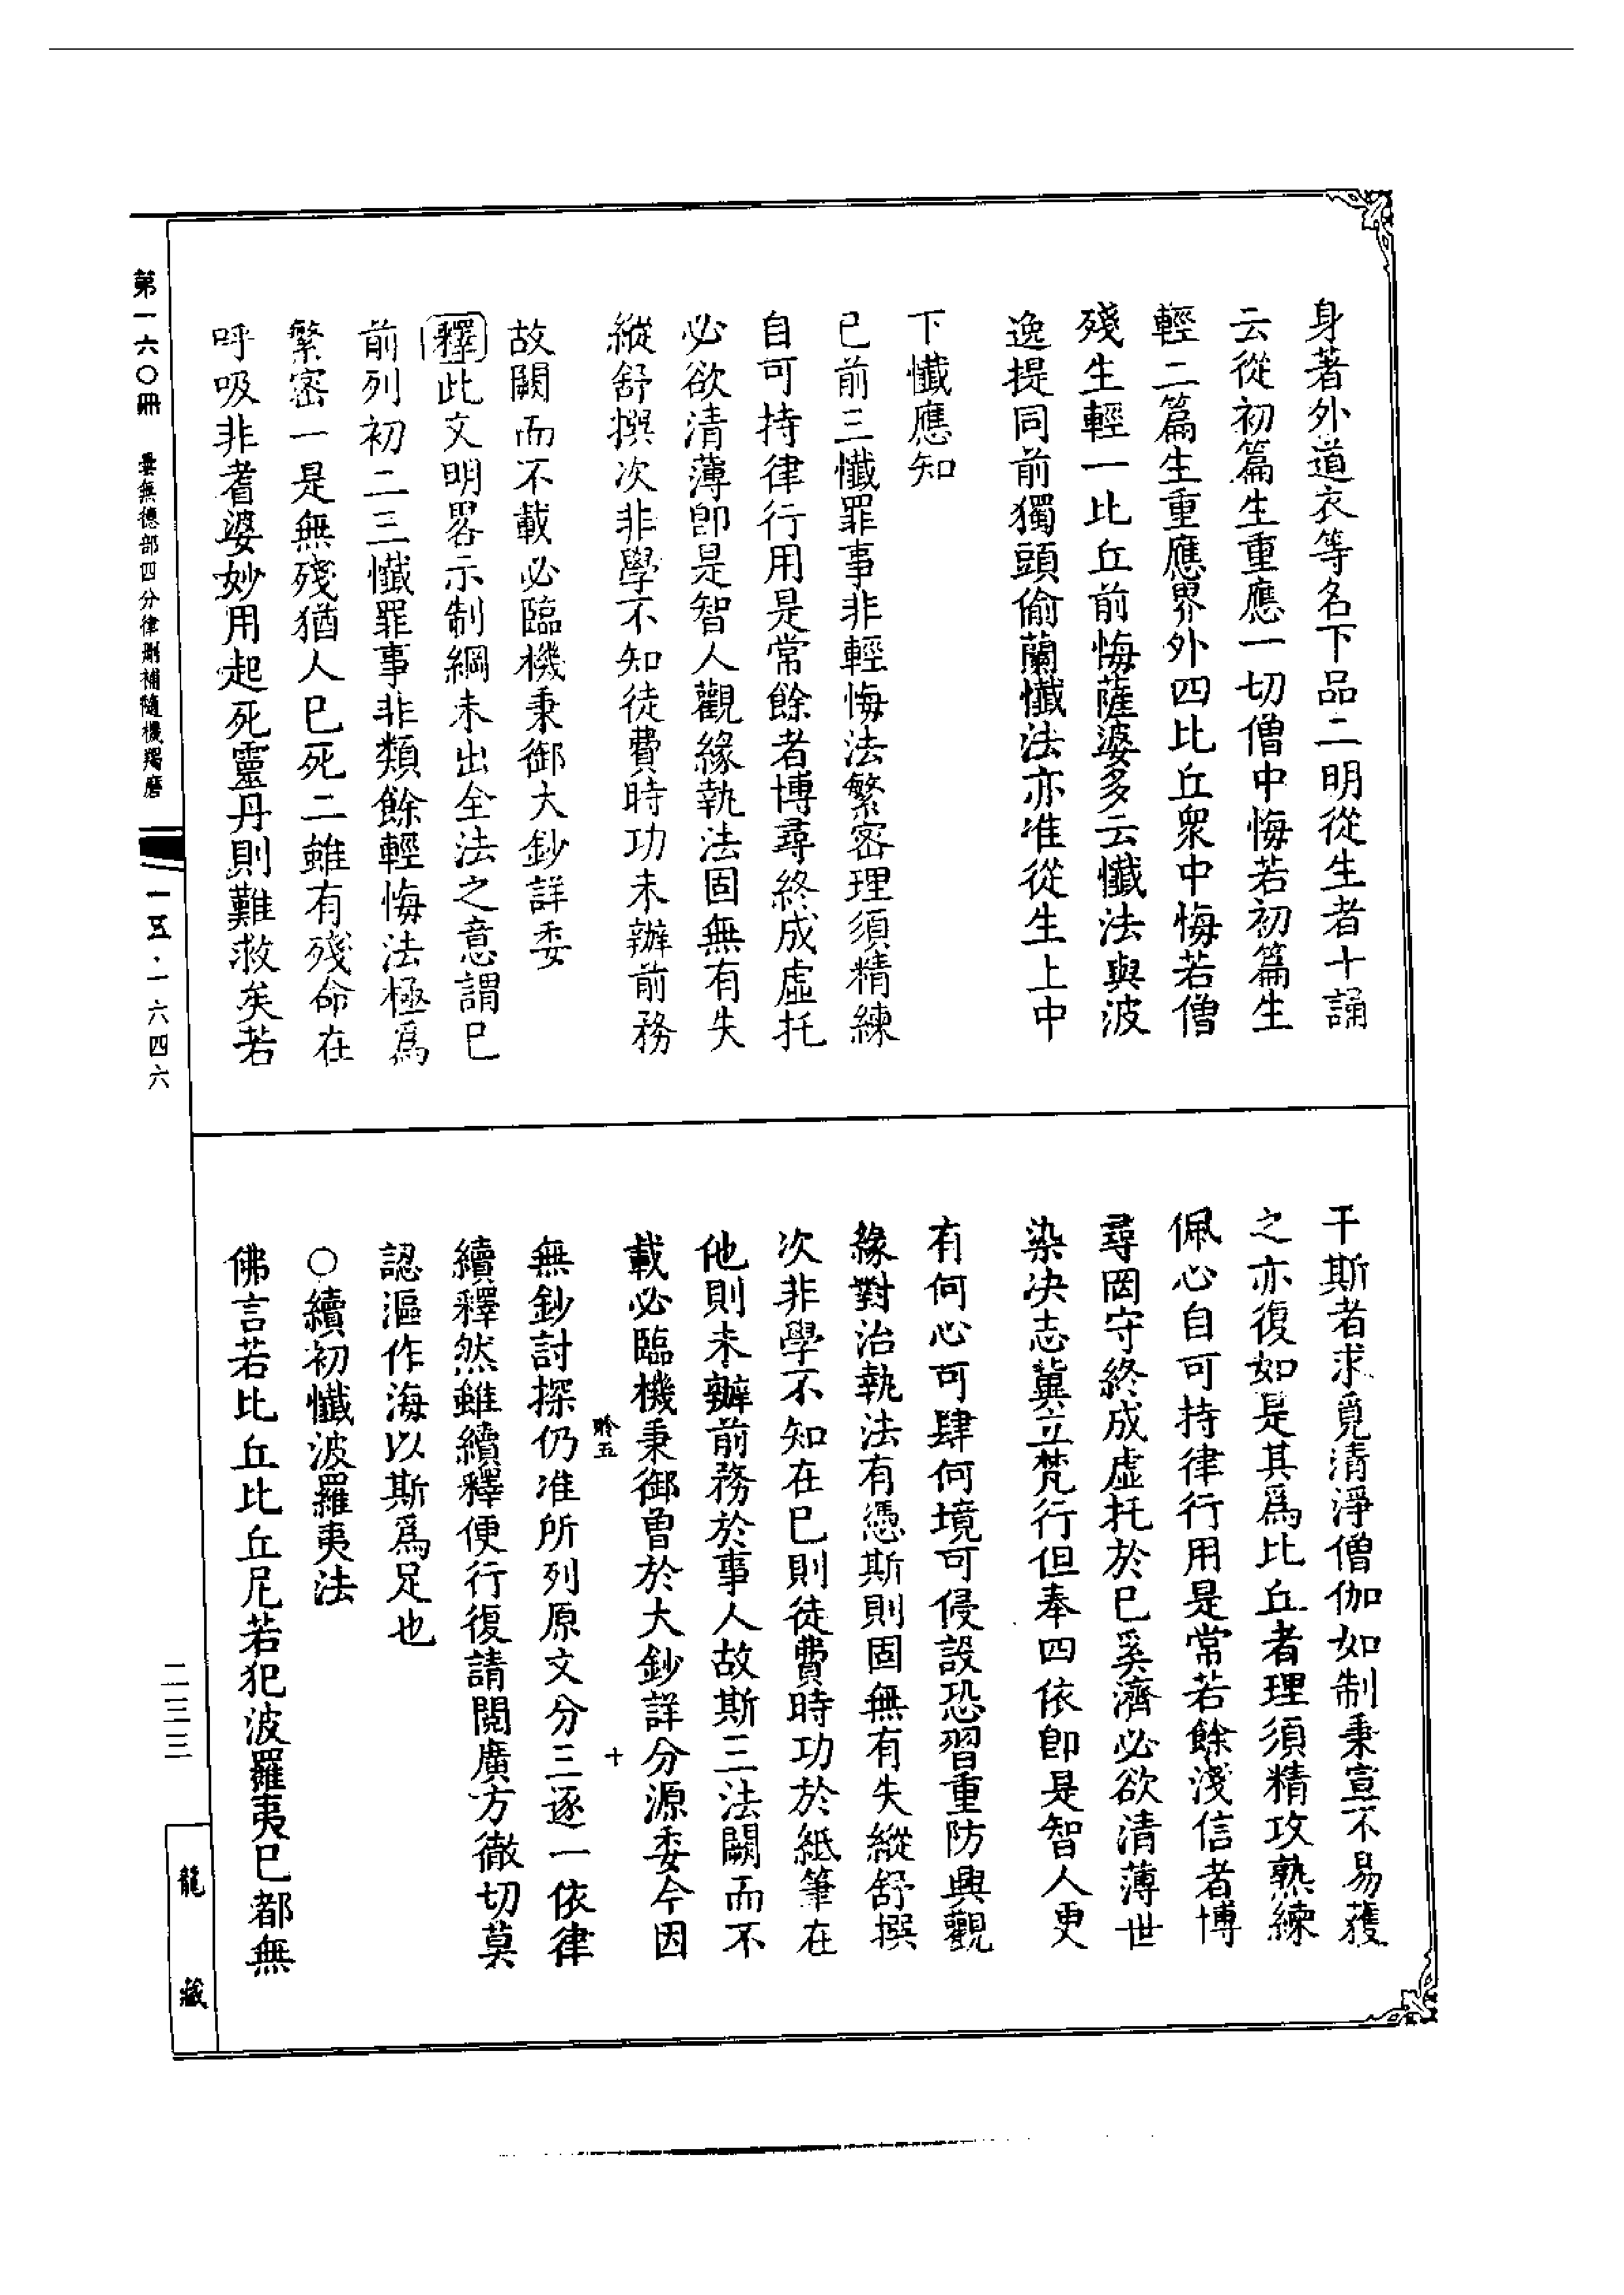 身著外道衣等名下品二明從生者十誦
云從初篇生重應一切僧中悔若初篇生
輕二篇生重應界外四比丘眾中悔若僧
殘生輕一比丘前悔薩婆多云懺法與波
逸提同前獨頭偷蘭懺法亦准從生上中
下懺應知
已前三懺罪事非輕悔法繁密理須精練
自可持律行用是常餘者博尋終成虛托
必欲清薄卽是智人觀緣執法固無有失
縱舒撰次非學不知徒費時功未辦前務
故闕而不載必臨機秉御大鈔詳委
釋此文明畧示制綱未出全法之意謂已
前列初二三懺罪事非類餘輕悔法極爲
繁密一是無殘猶人已死二雖有殘命在
呼吸非耆婆妙用起死靈丹則難救矣若
干斯者求覓清淨僧伽如制秉宣不易獲
之亦復如是其爲比丘者理須精攻熟練
佩心自可持律行用是常若餘淺信者博
尋罔守終成虛托於已奚濟必欲清薄世
染決志冀立梵行但奉四依卽是智人更
有何心可肆何境可侵設恐習重防興觀
緣對治執法有憑斯則固無有失縱舒撰
次非學不知在已則徒費時功於紙筆在
他則未辦前務於事人故斯三法闕而不
載必臨機秉御曾於大鈔詳分源委今因
聆五
十
無鈔討探仍准所列原文分三逐一依律
續釋然雖續釋便行復請閱廣方徹切莫
認漚作海以斯爲足也
○續初懺波羅夷法
佛言若比丘比丘尼若犯波羅夷已都無
第一六〇冊 曇無德部四分律刪補隨機羯磨
一五·一六四六
二三三
龍藏